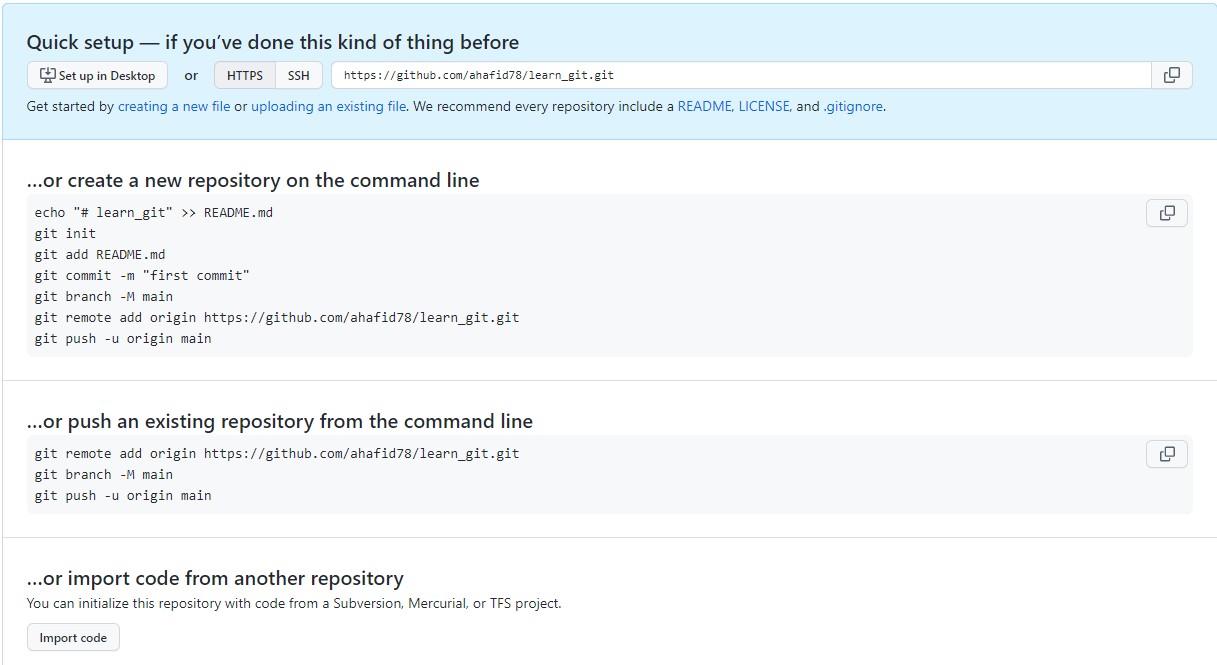 Quick setup — if you've done this kind of thing before
Set up in Desktop or HTTPS SSH https://github.com/ahafid78/learn_git.git
Get started by creating a new file or uploading an existing file. We recommend every repository include a README, LICENSE, and .gitignore.
...or create a new repository on the command line
echo "# learn_git" >> README.md
git init
git add README.md
git commit -m "first commit"
git branch -M main
git remote add origin https://github.com/ahafid78/learn_git.git
git push -u origin main
...or push an existing repository from the command line
git remote add origin https://github.com/ahafid78/learn_git.git
git branch -M main
git push -u origin main
...or import code from another repository
You can initialize this repository with code from a Subversion, Mercurial, or TFS project.
Import code